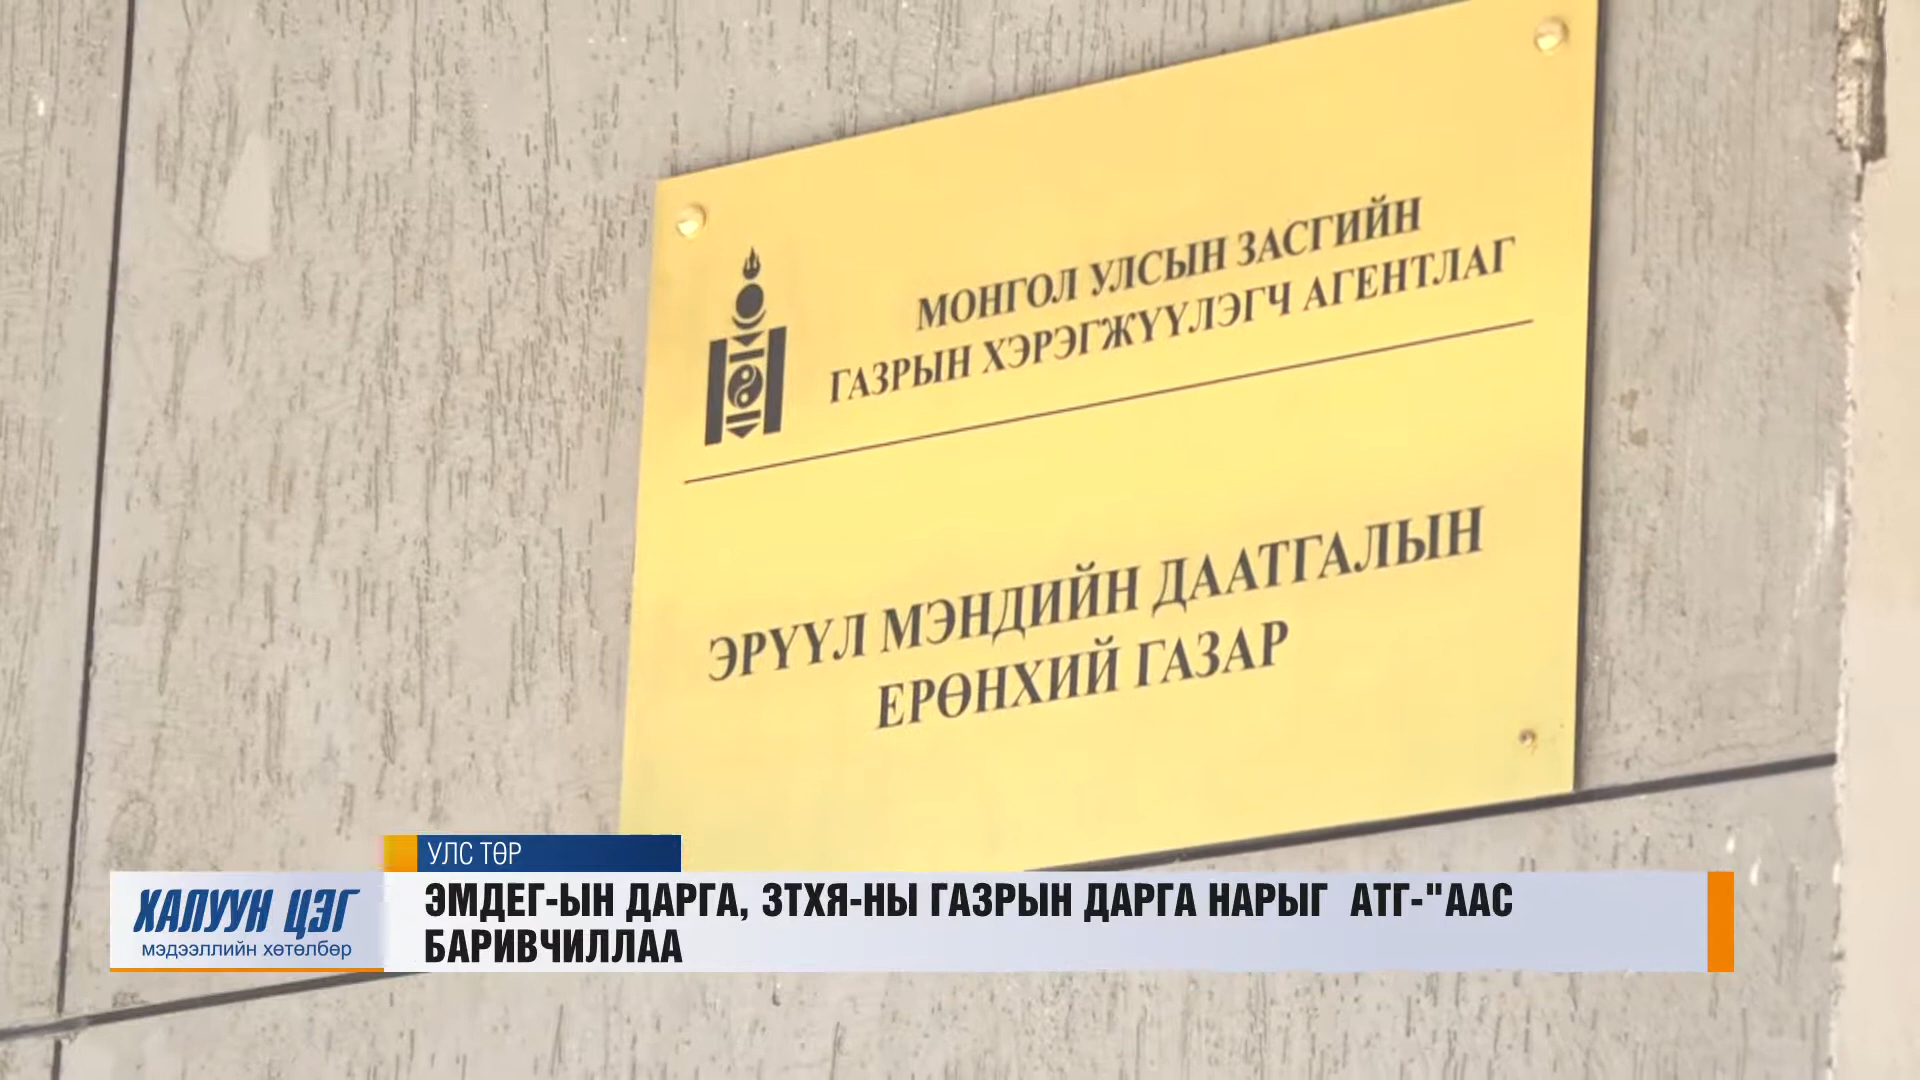 МОНГОЛ УЛСЫН ЗАСГИЙН
ГАЗРЫН ХЭРЭГЖҮҮЛЭГЧ АГЕНТЛАГ
ЭРҮҮЛ МЭНДИЙН ДААТГАЛЫН
ЕРӨНХИЙ ГАЗАР
УЛС ТӨР
ХАЛУУН ЦЭГ
МЭДЭЭЛЛИЙН ХӨТӨЛБӨР
ЭМДЕГ-ЫН ДАРГА, ЗТХЯ-НЫ ГАЗРЫН ДАРГА НАРЫГ  АТГ-"ААС
БАРИВЧИЛЛАА